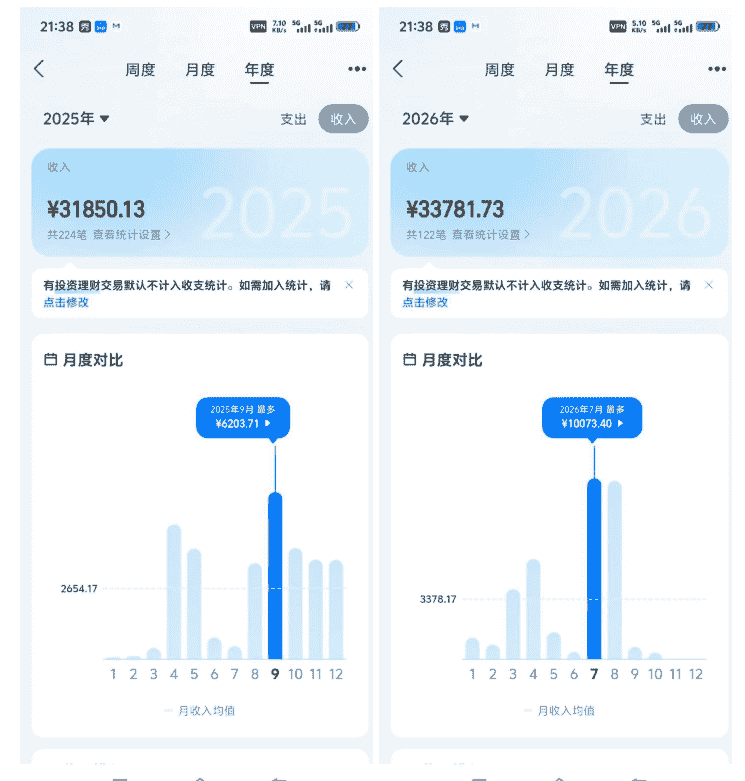 21:38
VPN 7.10 KB/s 5G 5G
周度 月度 年度
2025年 支出 收入
收入
¥31850.13
2025
共224笔 查看统计设置
有投资理财交易默认不计入收支统计。如需加入统计，请
点击修改
月度对比
2025年9月 最多
¥6203.71
2654.17
1 2 3 4 5 6 7 8 9 10 11 12
月收入均值
21:38
VPN 5.10 KB/s 5G 5G
周度 月度 年度
2026年 支出 收入
收入
¥33781.73
2026
共122笔 查看统计设置
有投资理财交易默认不计入收支统计。如需加入统计，请
点击修改
月度对比
2026年7月 最多
¥10073.40
3378.17
1 2 3 4 5 6 7 8 9 10 11 12
月收入均值